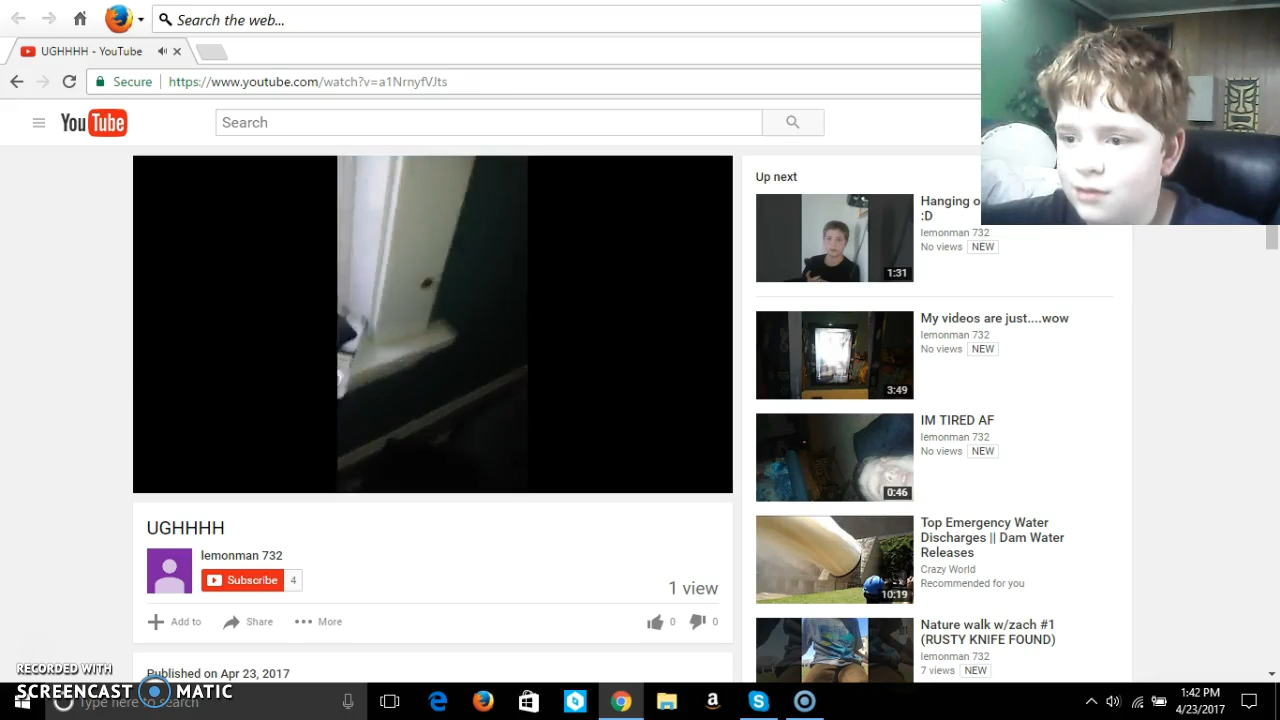 Search the web...
UGHHHH - YouTube
Secure https://www.youtube.com/watch?v=a1NrnyfVJts
YouTube
Search
Up next
Hanging o
:D
lemonman 732
No views NEW
1:31
My videos are just....wow
lemonman 732
No views NEW
3:49
IM TIRED AF
lemonman 732
No views NEW
0:46
Top Emergency Water
Discharges || Dam Water
Releases
Crazy World
Recommended for you
10:19
Nature walk w/zach #1
(RUSTY KNIFE FOUND)
lemonman 732
7 views NEW
UGHHHH
lemonman 732
Subscribe 4
1 view
Add to Share More 0 0
Published on Apr 23, 2017
RECORDED WITH
SCREENCAST MATIC
Type here to search
1:42 PM
4/23/2017